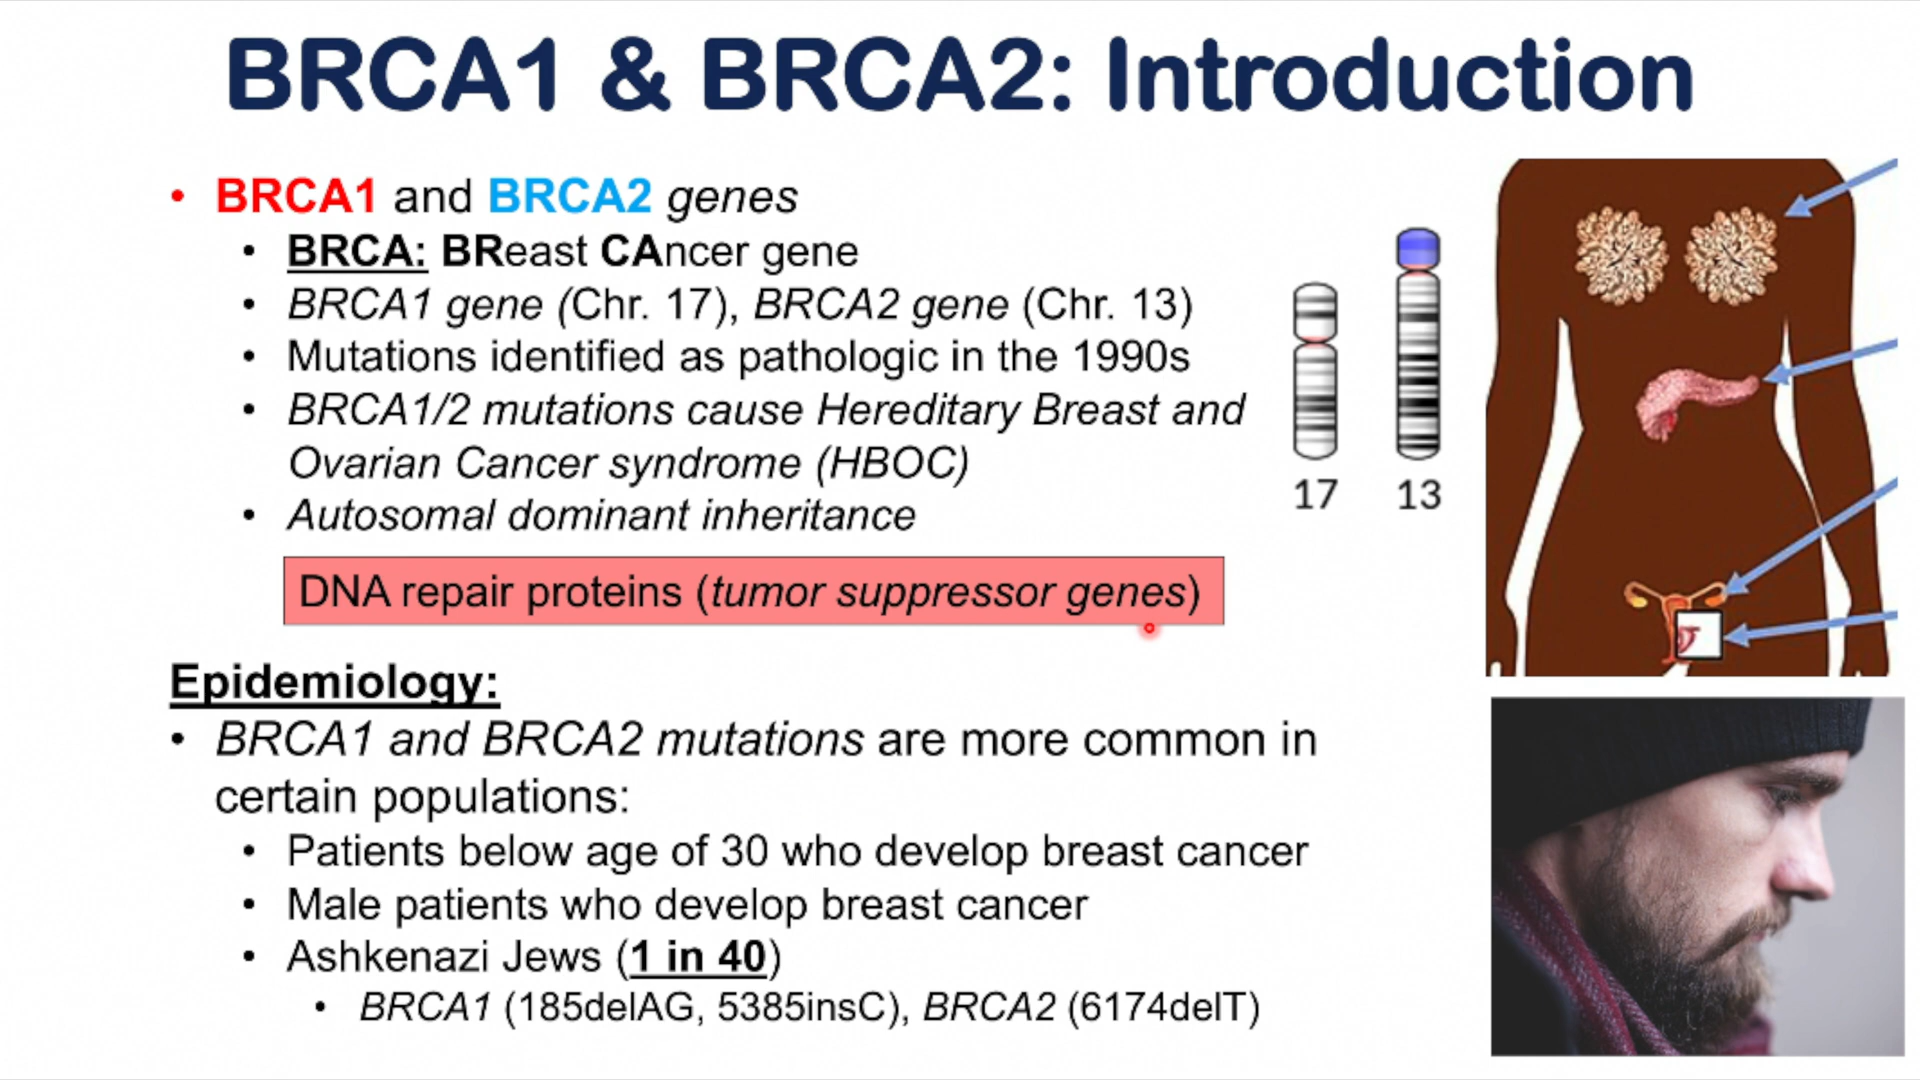 BRCA1 & BRCA2: Introduction
• BRCA1 and BRCA2 genes
• BRCA: BReast CAncer gene
• BRCA1 gene (Chr. 17), BRCA2 gene (Chr. 13)
• Mutations identified as pathologic in the 1990s
• BRCA1/2 mutations cause Hereditary Breast and
Ovarian Cancer syndrome (HBOC)
• Autosomal dominant inheritance
DNA repair proteins (tumor suppressor genes)
17 13
Epidemiology:
• BRCA1 and BRCA2 mutations are more common in
certain populations:
• Patients below age of 30 who develop breast cancer
• Male patients who develop breast cancer
• Ashkenazi Jews (1 in 40)
• BRCA1 (185delAG, 5385insC), BRCA2 (6174delT)